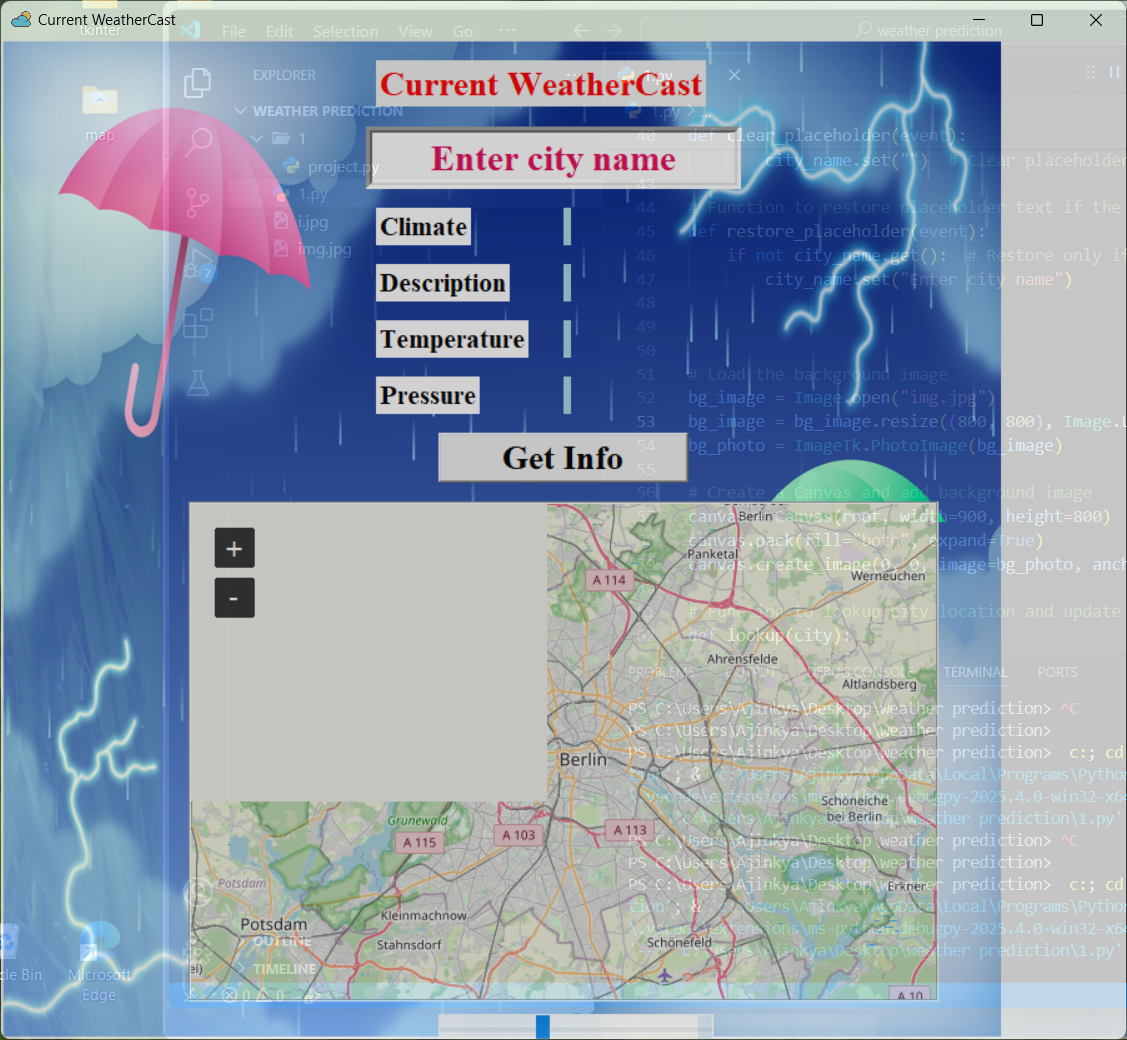 Current WeatherCast
tkinter
File Edit Selection View Go ···
weather prediction
EXPLORER
1.py
Current WeatherCast
WEATHER PREDICTION
1.py
map
1
40 def clear_placeholder(event):
Enter city name
city_name.set("") # Clear placeholder
project.py
43
1.py
44 # Function to restore placeholder text if the
i.jpg
Climate
45 def restore_placeholder(event):
img.jpg
46 if not city_name.get(): # Restore only if
2
Description
47 city_name.set("Enter city name")
48
49
Temperature
50
51 # Load the background image
Pressure
52 bg_image = Image.open("img.jpg")
53 bg_image = bg_image.resize((800, 800), Image.L
54 bg_photo = ImageTk.PhotoImage(bg_image)
Get Info
55
56 # Create a Canvas and add background image
canvas = Canvas(root, width=900, height=800)
Berlin
canvas.pack(fill="both", expand=True)
+
Panketal
canvas.create_image(0, 0, image=bg_photo, anch
A 114
Werneuchen
-
# Function to lookup city location and update
def lookup(city):
Ahrensfelde
PROBLEMS OUTPUT DEBUG CONSOLE TERMINAL PORTS
Altlandsberg
PS C:\Users\Ajinkya\Desktop\weather prediction> ^C
PS C:\Users\Ajinkya\Desktop\weather prediction>
PS C:\Users\Ajinkya\Desktop\weather prediction> c:; cd
Berlin
tion'; & 'c:\Users\Ajinkya\AppData\Local\Programs\Pytho
.vscode\extensions\ms-python.debugpy-2025.4.0-win32-x64
Schöneiche
bei Berlin
\weather prediction\1.py'
Grunewald
A 115
A 103
A 113
PS C:\Users\Ajinkya\Desktop\weather prediction> ^C
PS C:\Users\Ajinkya\Desktop\weather prediction>
Potsdam
PS C:\Users\Ajinkya\Desktop\weather prediction> c:; cd
Erkner
tion'; & 'c:\Users\Ajinkya\AppData\Local\Programs\Pytho
Kleinmachnow
Potsdam
.vscode\extensions\ms-python.debugpy-2025.4.0-win32-x64
OUTLINE
Stahnsdorf
Schönefeld
Ajinkya\Desktop\weather prediction\1.py'
TIMELINE
cle Bin
Microsoft
Edge
0 0
A 10